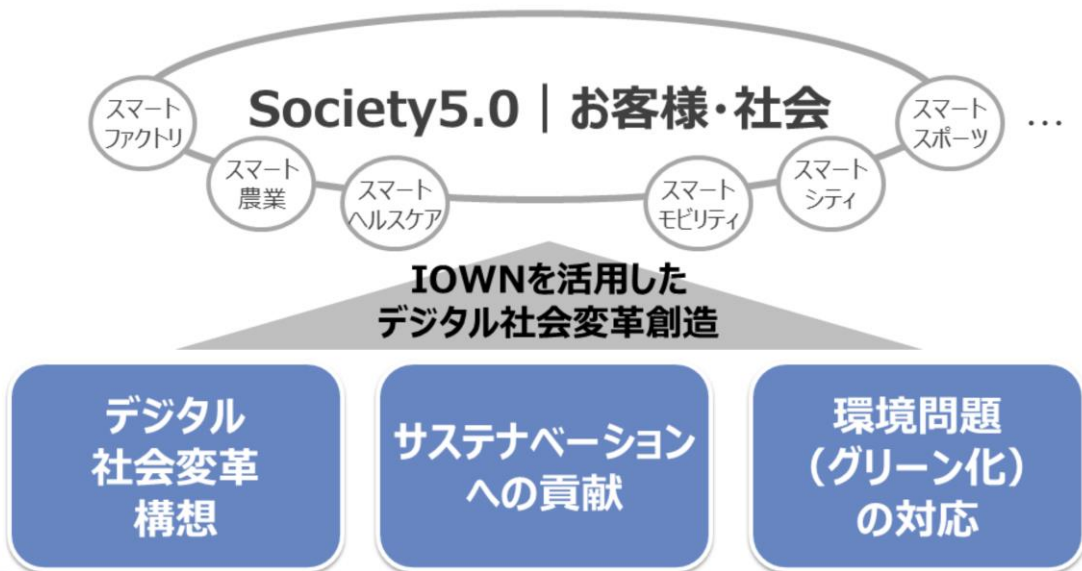 Society5.0｜お客様・社会
スマート
ファクトリ
スマート
農業
スマート
ヘルスケア
スマート
モビリティ
スマート
シティ
スマート
スポーツ
…
IOWNを活用した
デジタル社会変革創造
デジタル
社会変革
構想
サステナベーション
への貢献
環境問題
（グリーン化）
の対応